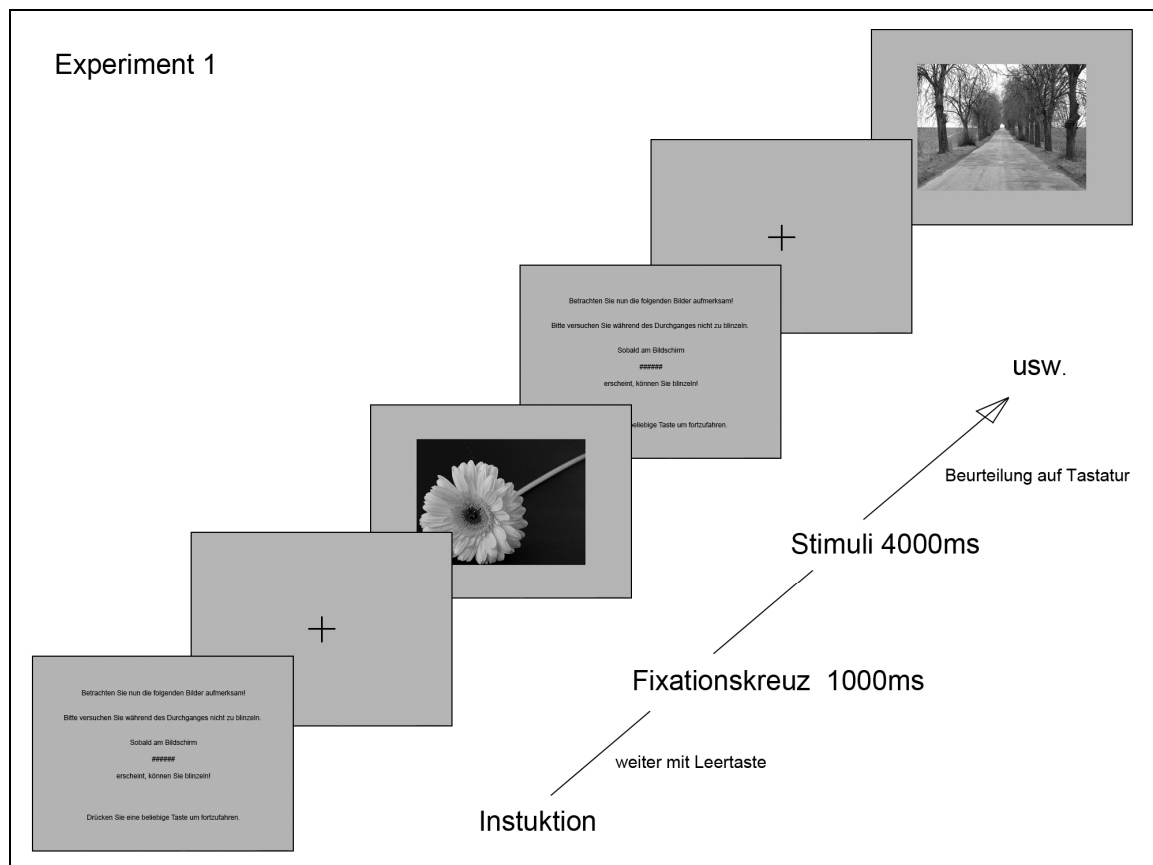 Experiment 1
Betrachten Sie nun die folgenden Bilder aufmerksam!
Bitte versuchen Sie während des Durchganges nicht zu blinzeln.
Sobald am Bildschirm
######
erscheint, können Sie blinzeln!
eliebige Taste um fortzufahren.
usw.
Beurteilung auf Tastatur
Stimuli 4000ms
Fixationskreuz 1000ms
weiter mit Leertaste
Instuktion
Betrachten Sie nun die folgenden Bilder aufmerksam!
Bitte versuchen Sie während des Durchganges nicht zu blinzeln.
Sobald am Bildschirm
######
erscheint, können Sie blinzeln!
Drücken Sie eine beliebige Taste um fortzufahren.